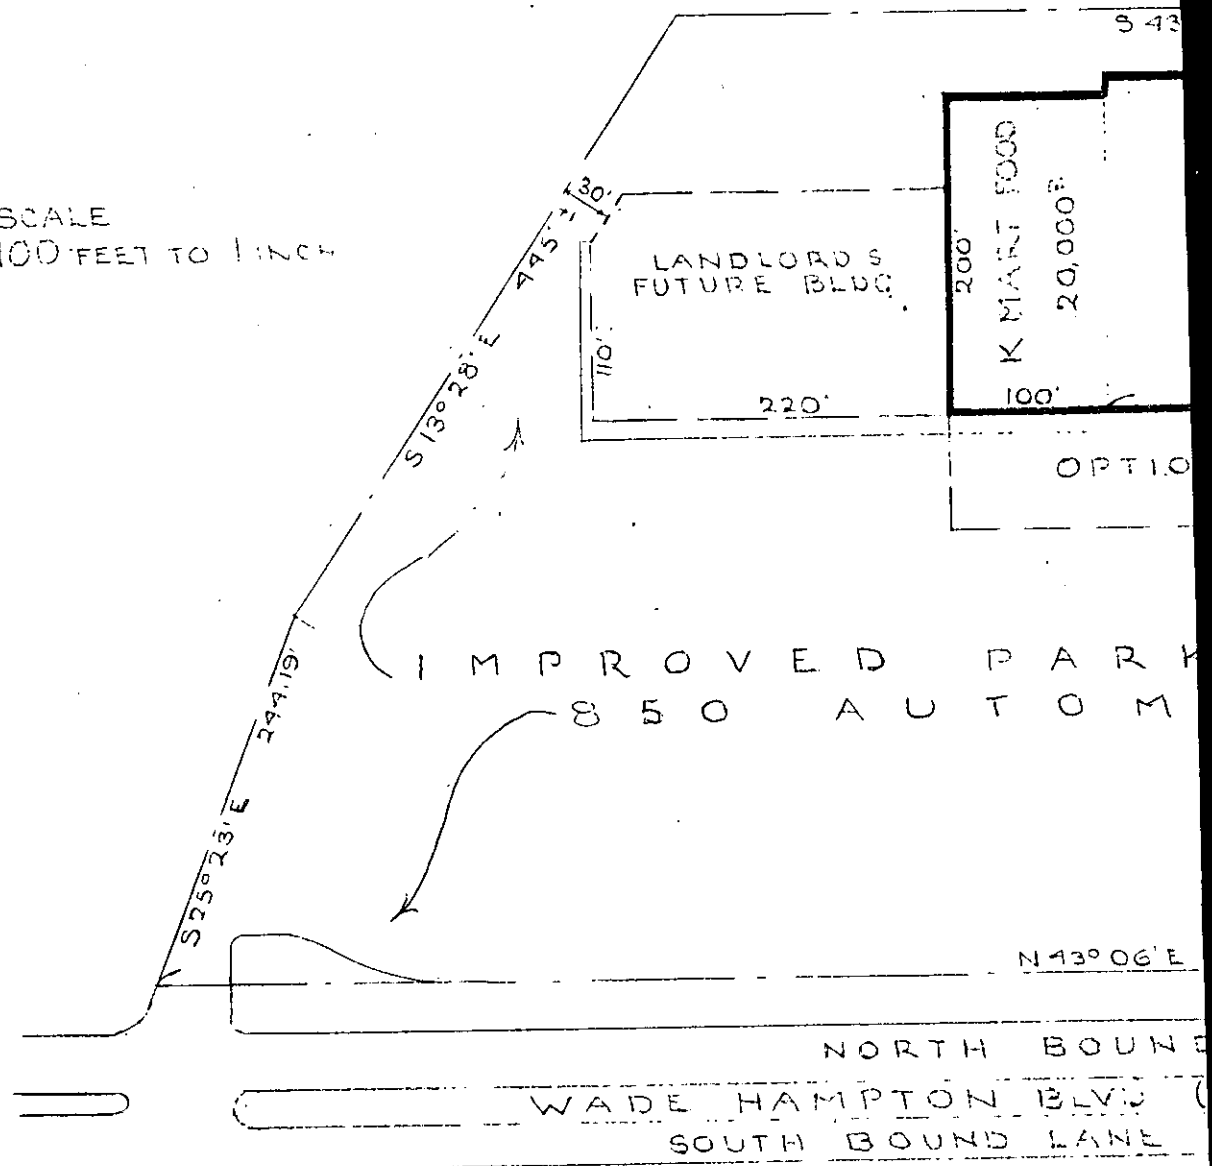 S 43
SCALE
100 FEET TO 1 INCH
30'
445'
S 13° 28' E
LANDLORD S
FUTURE BLDG.
110'
220'
200'
K MART FOOD
20,000
100'
OPTIO
244.19'
S 25° 23' E
IMPROVED PARK
850 AUTOM
N 43° 06' E
NORTH BOUND
WADE HAMPTON BLVD (
SOUTH BOUND LANE